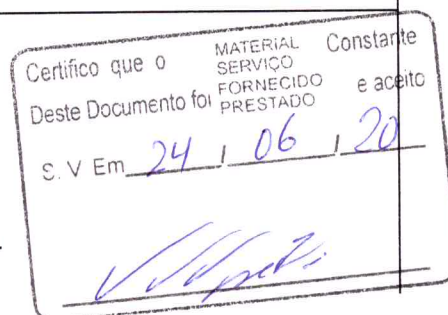 Certifico que o MATERIAL SERVIÇO Constante
Deste Documento foi FORNECIDO PRESTADO e aceito
S. V Em 24 / 06 / 20